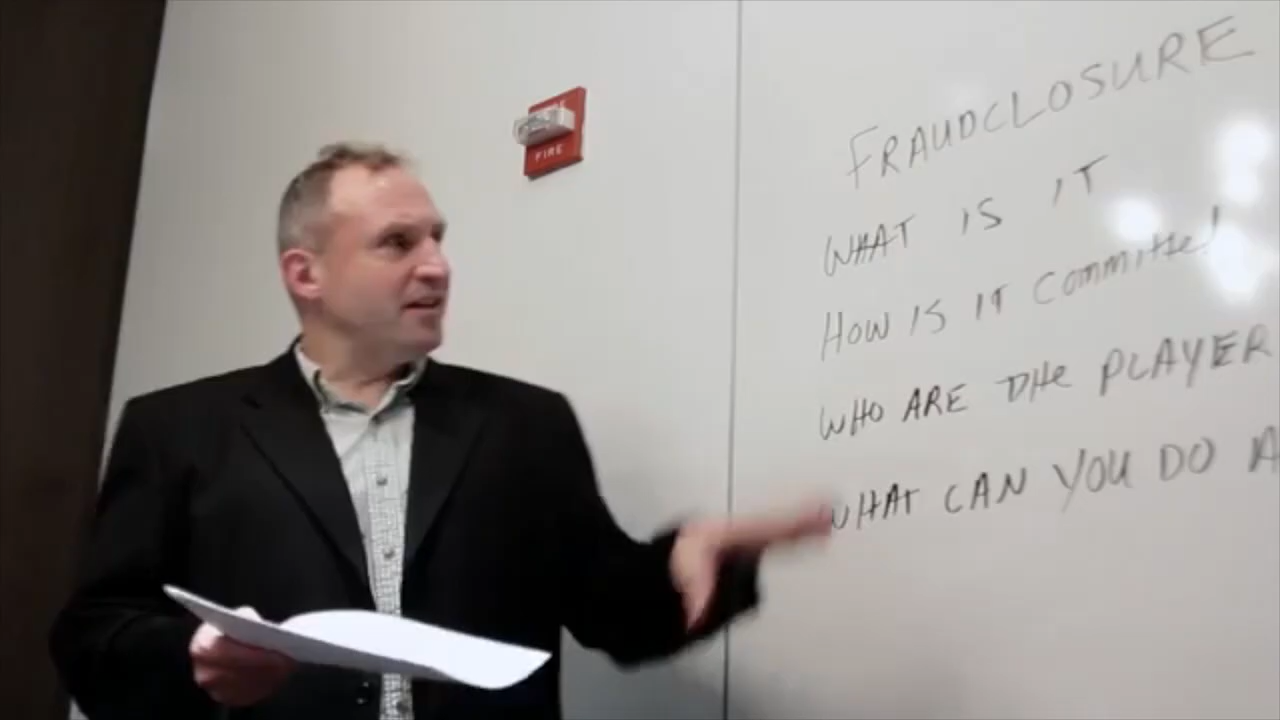 FIRE
FRAUDCLOSURE
WHAT IS IT
HOW IS IT Committe!
WHO ARE THE PLAYER
WHAT CAN YOU DO A